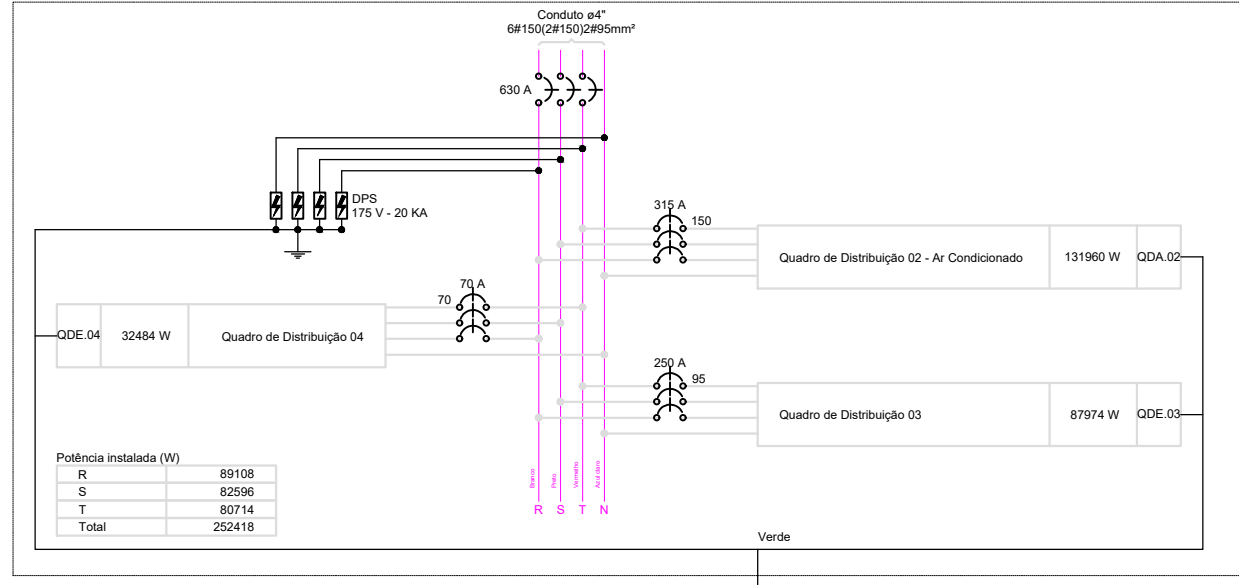 Conduto ø4"
6#150(2#150)2#95mm²
630 A
DPS
175 V - 20 KA
315 A
150
Quadro de Distribuição 02 - Ar Condicionado 131960 W QDA.02
70 A
70
QDE.04 32484 W Quadro de Distribuição 04
250 A
95
Quadro de Distribuição 03 87974 W QDE.03
Potência instalada (W)
R 89108
S 82596
T 80714
Total 252418
Branco Preto Vermelho Azul claro
R S T N
Verde